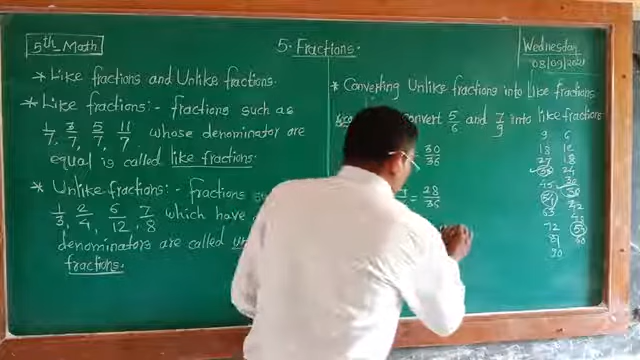 5th Math
5. Fractions.
Wednesday
08/09/2021
* Like fractions and Unlike fractions.
* Like fractions:- fractions such as
1/7, 3/7, 5/7, 11/7 whose denominator are
equal is called like fractions.
* Unlike fractions:- fractions
1/3, 2/4, 6/12, 7/8 which have
denominators are called
fractions.
* Converting Unlike fractions into like fractions
convert 5/6 and 7/9 into like fractions
30/36
= 28/36
9 6
18 12
27 18
36 24
45 30
54 36
63 42
72 48
81 54
90 60